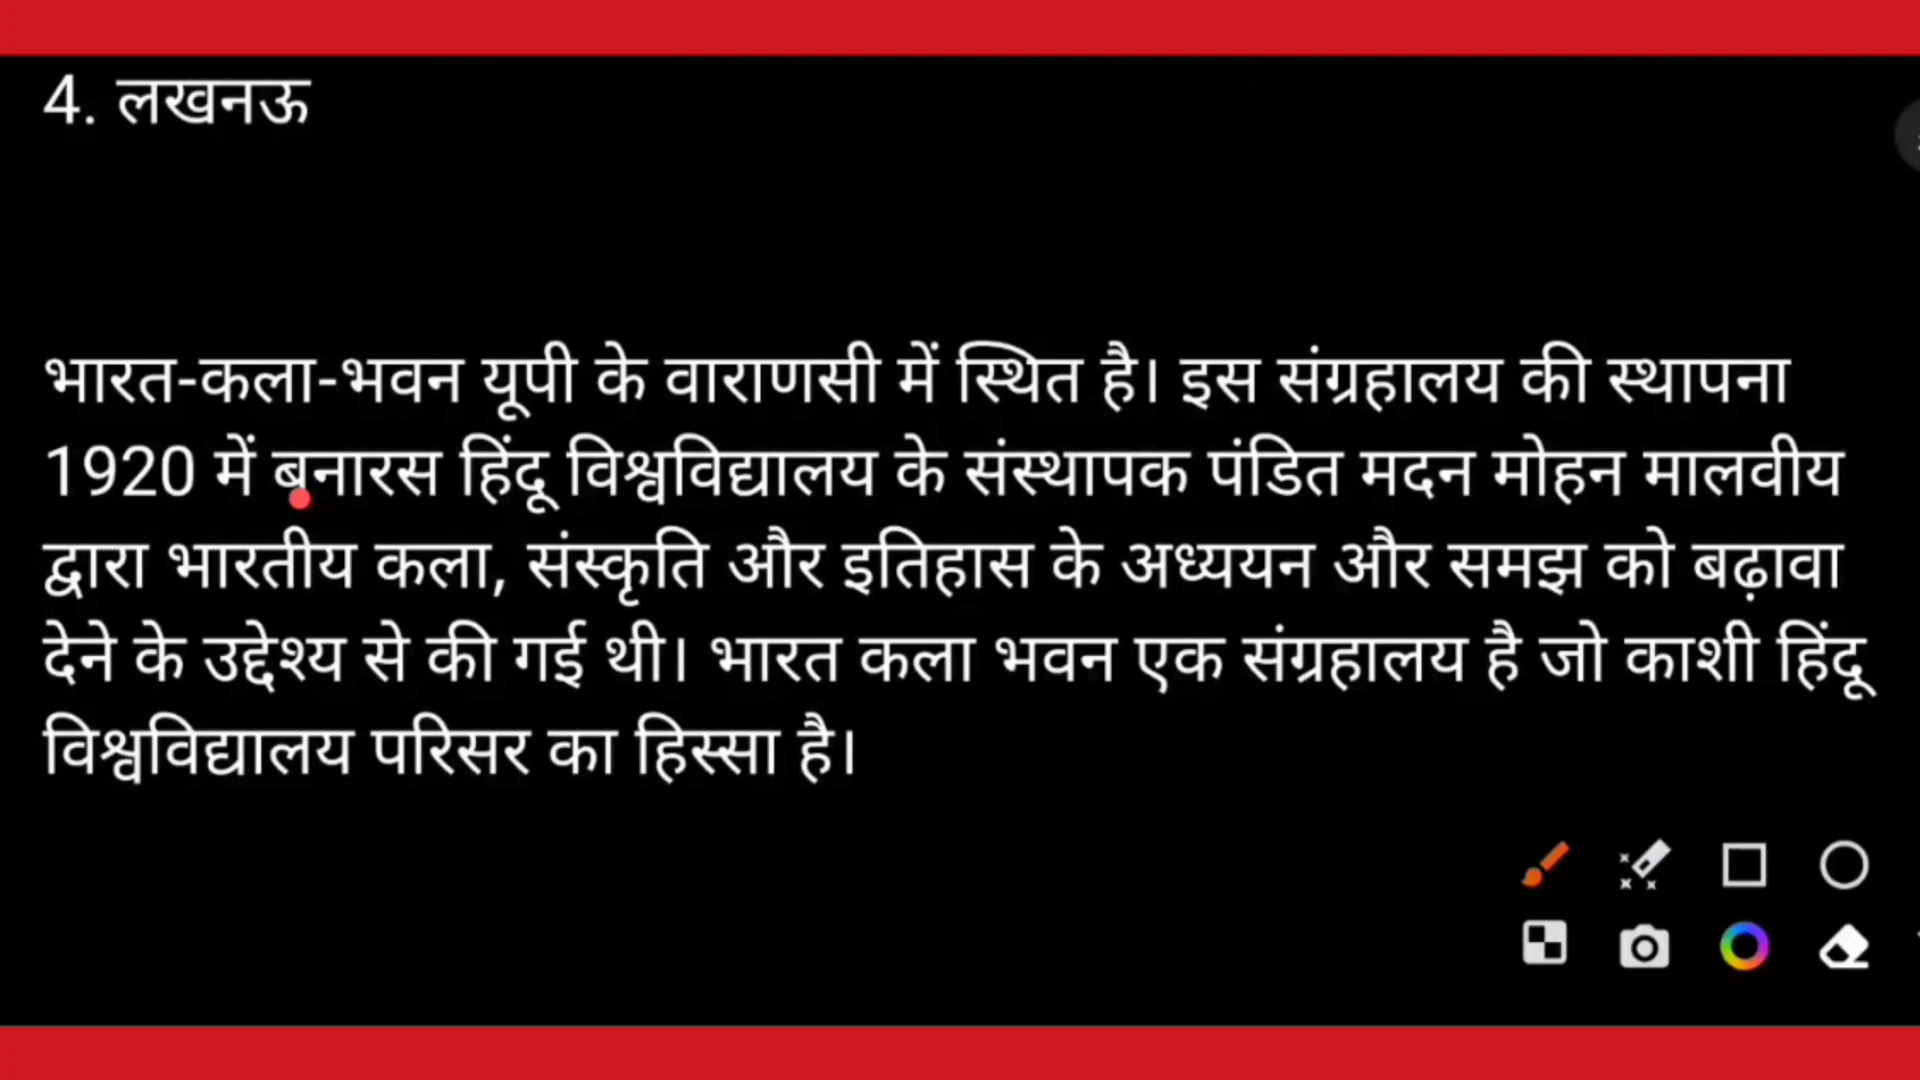 4. लखनऊ
भारत-कला-भवन यूपी के वाराणसी में स्थित है। इस संग्रहालय की स्थापना
1920 में बनारस हिंदू विश्वविद्यालय के संस्थापक पंडित मदन मोहन मालवीय
द्वारा भारतीय कला, संस्कृति और इतिहास के अध्ययन और समझ को बढ़ावा
देने के उद्देश्य से की गई थी। भारत कला भवन एक संग्रहालय है जो काशी हिंदू
विश्वविद्यालय परिसर का हिस्सा है।